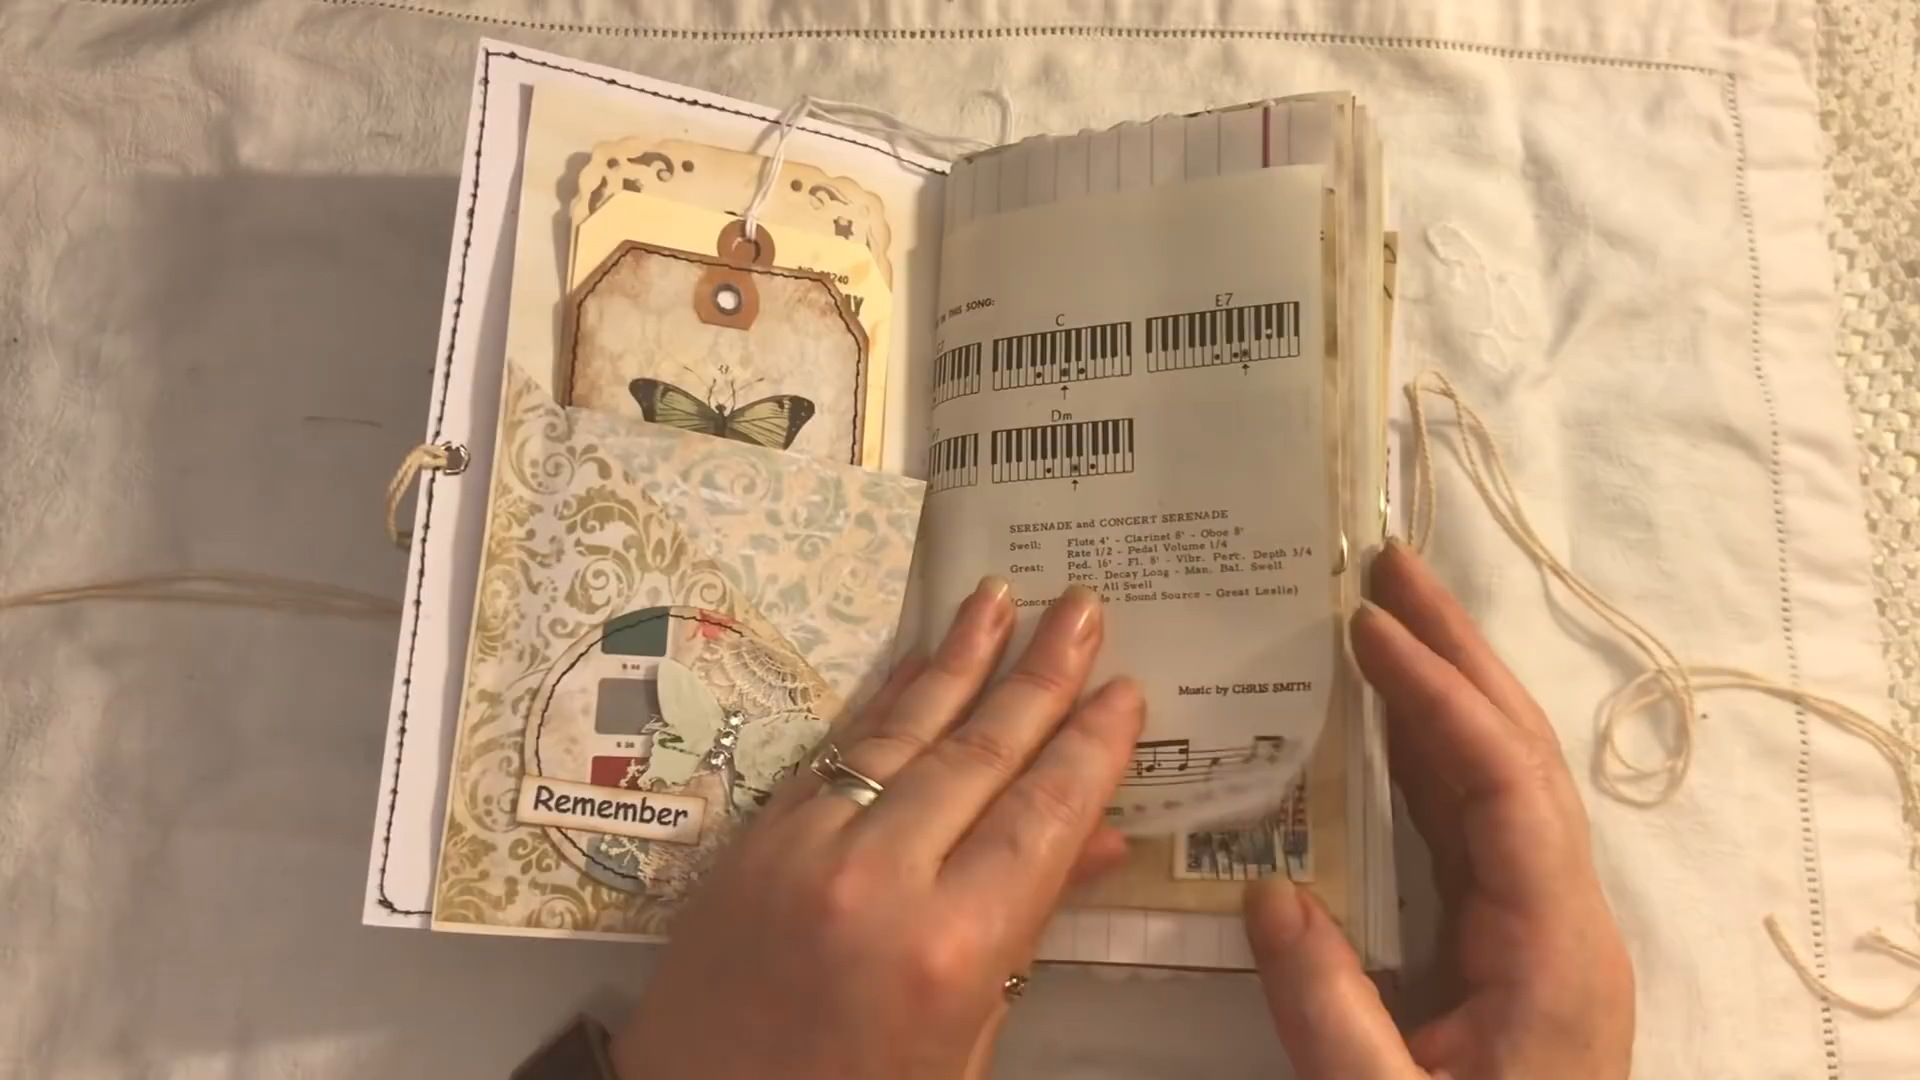 33
Remember
IN THIS SONG:
C
E7
Dm
SERENADE and CONCERT SERENADE
Swell: Flute 4' - Clarinet 8' - Oboe 8'
Rate 1/2 - Pedal Volume 1/4
Great: Ped. 16' - Fl. 8' - Vibr. Perc. Depth 3/4
Perc. Decay Long - Man. Bal. Swell
All Swell
- Sound Source - Great Leslie)
Music by CHRIS SMITH